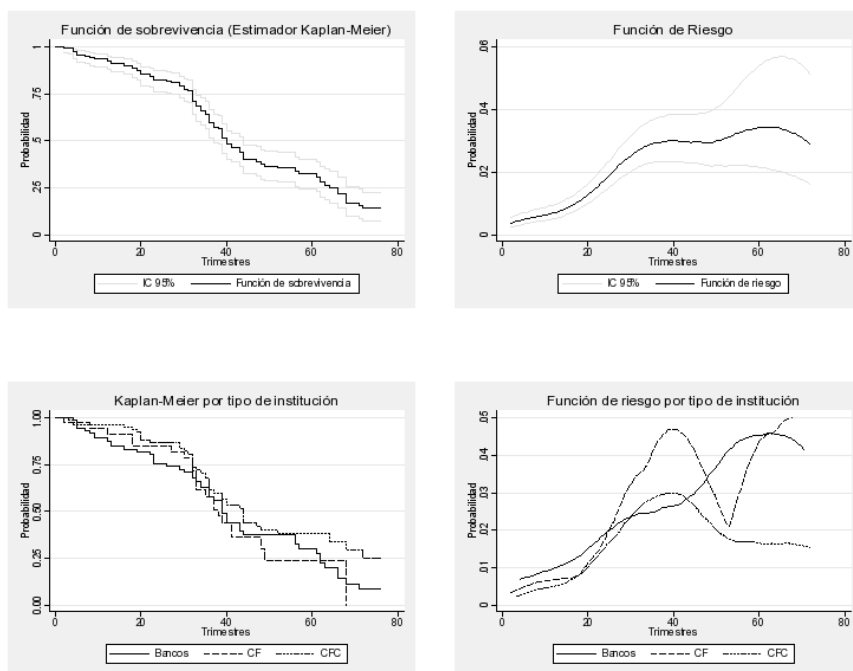 Función de sobrevivencia (Estimador Kaplan-Meier)
Probabilidad
1
.75
.5
.25
0
0 20 40 60 80
Trimestres
IC 95% Función de sobrevivencia
Función de Riesgo
Probabilidad
.06
.04
.02
0
0 20 40 60 80
Trimestres
IC 95% Función de riesgo
Kaplan-Meier por tipo de institución
Probabilidad
1.00
0.75
0.50
0.25
0.00
0 20 40 60 80
Trimestres
Bancos CF CFC
Función de riesgo por tipo de institución
Probabilidad
.05
.04
.03
.02
.01
0
0 20 40 60 80
Trimestres
Bancos CF CFC